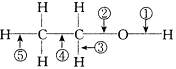 H H ② ①
H C C O H
⑤ ④ ③
H H